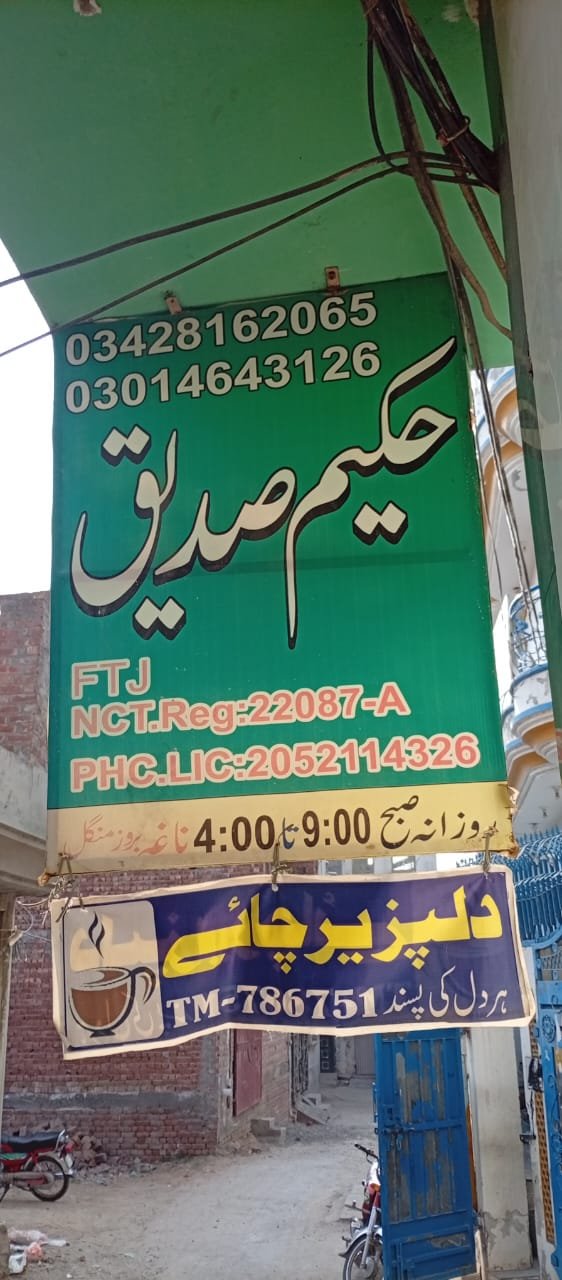 03428162065
03014643126
حکیم صدیق
FTJ
NCT.Reg:22087-A
PHC.LIC:2052114326
روزانہ صبح 9:00 تا 4:00 ناغہ بروز منگل
دلپزیر چائے
ہر دل کی پسند TM-786751